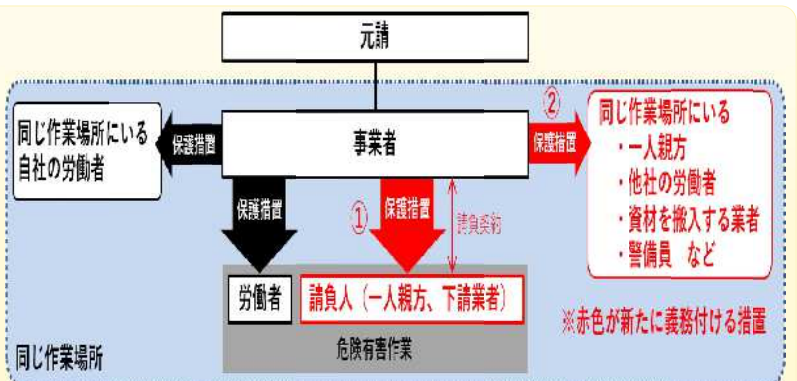 元請
同じ作業場所にいる
自社の労働者
保護措置
事業者
②
保護措置
同じ作業場所にいる
・一人親方
・他社の労働者
・資材を搬入する業者
・警備員 など
保護措置
①
保護措置
請負契約
労働者
請負人（一人親方、下請業者）
危険有害作業
※赤色が新たに義務付ける措置
同じ作業場所